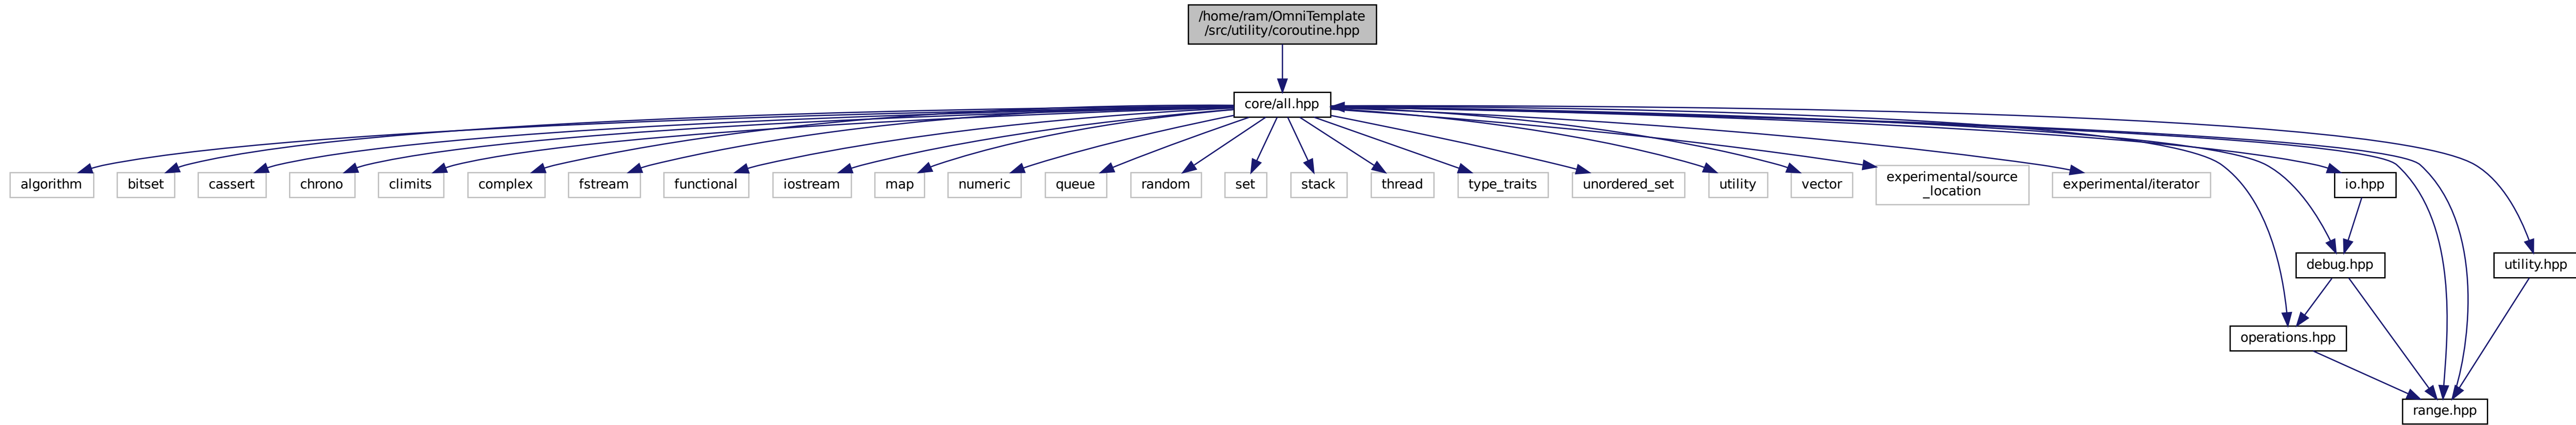 /home/ram/OmniTemplate
/src/utility/coroutine.hpp
core/all.hpp
algorithm
bitset
cassert
chrono
climits
complex
fstream
functional
iostream
map
numeric
queue
random
set
stack
thread
type_traits
unordered_set
utility
vector
experimental/source
_location
experimental/iterator
io.hpp
debug.hpp
utility.hpp
operations.hpp
range.hpp